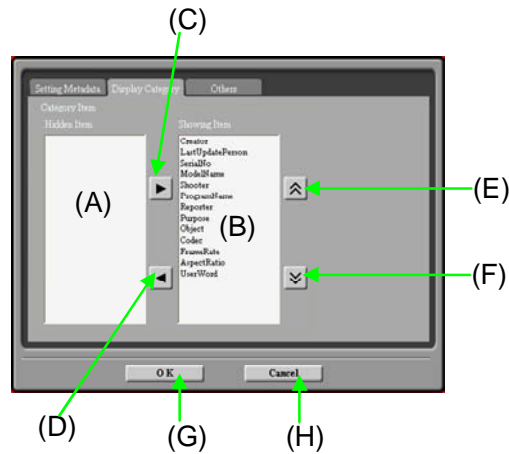 (C)
Setting Metadata Display Category Others
Category Item
Hidden Item Showing Item
Creator
LastUpdatePerson
SerialNo
ModelName
Shooter
ProgramName
Reporter
Purpose
Object
Codec
FrameRate
AspectRatio
UserWord
(A)
(B)
(E)
(F)
OK Cancel
(D)
(G)
(H)